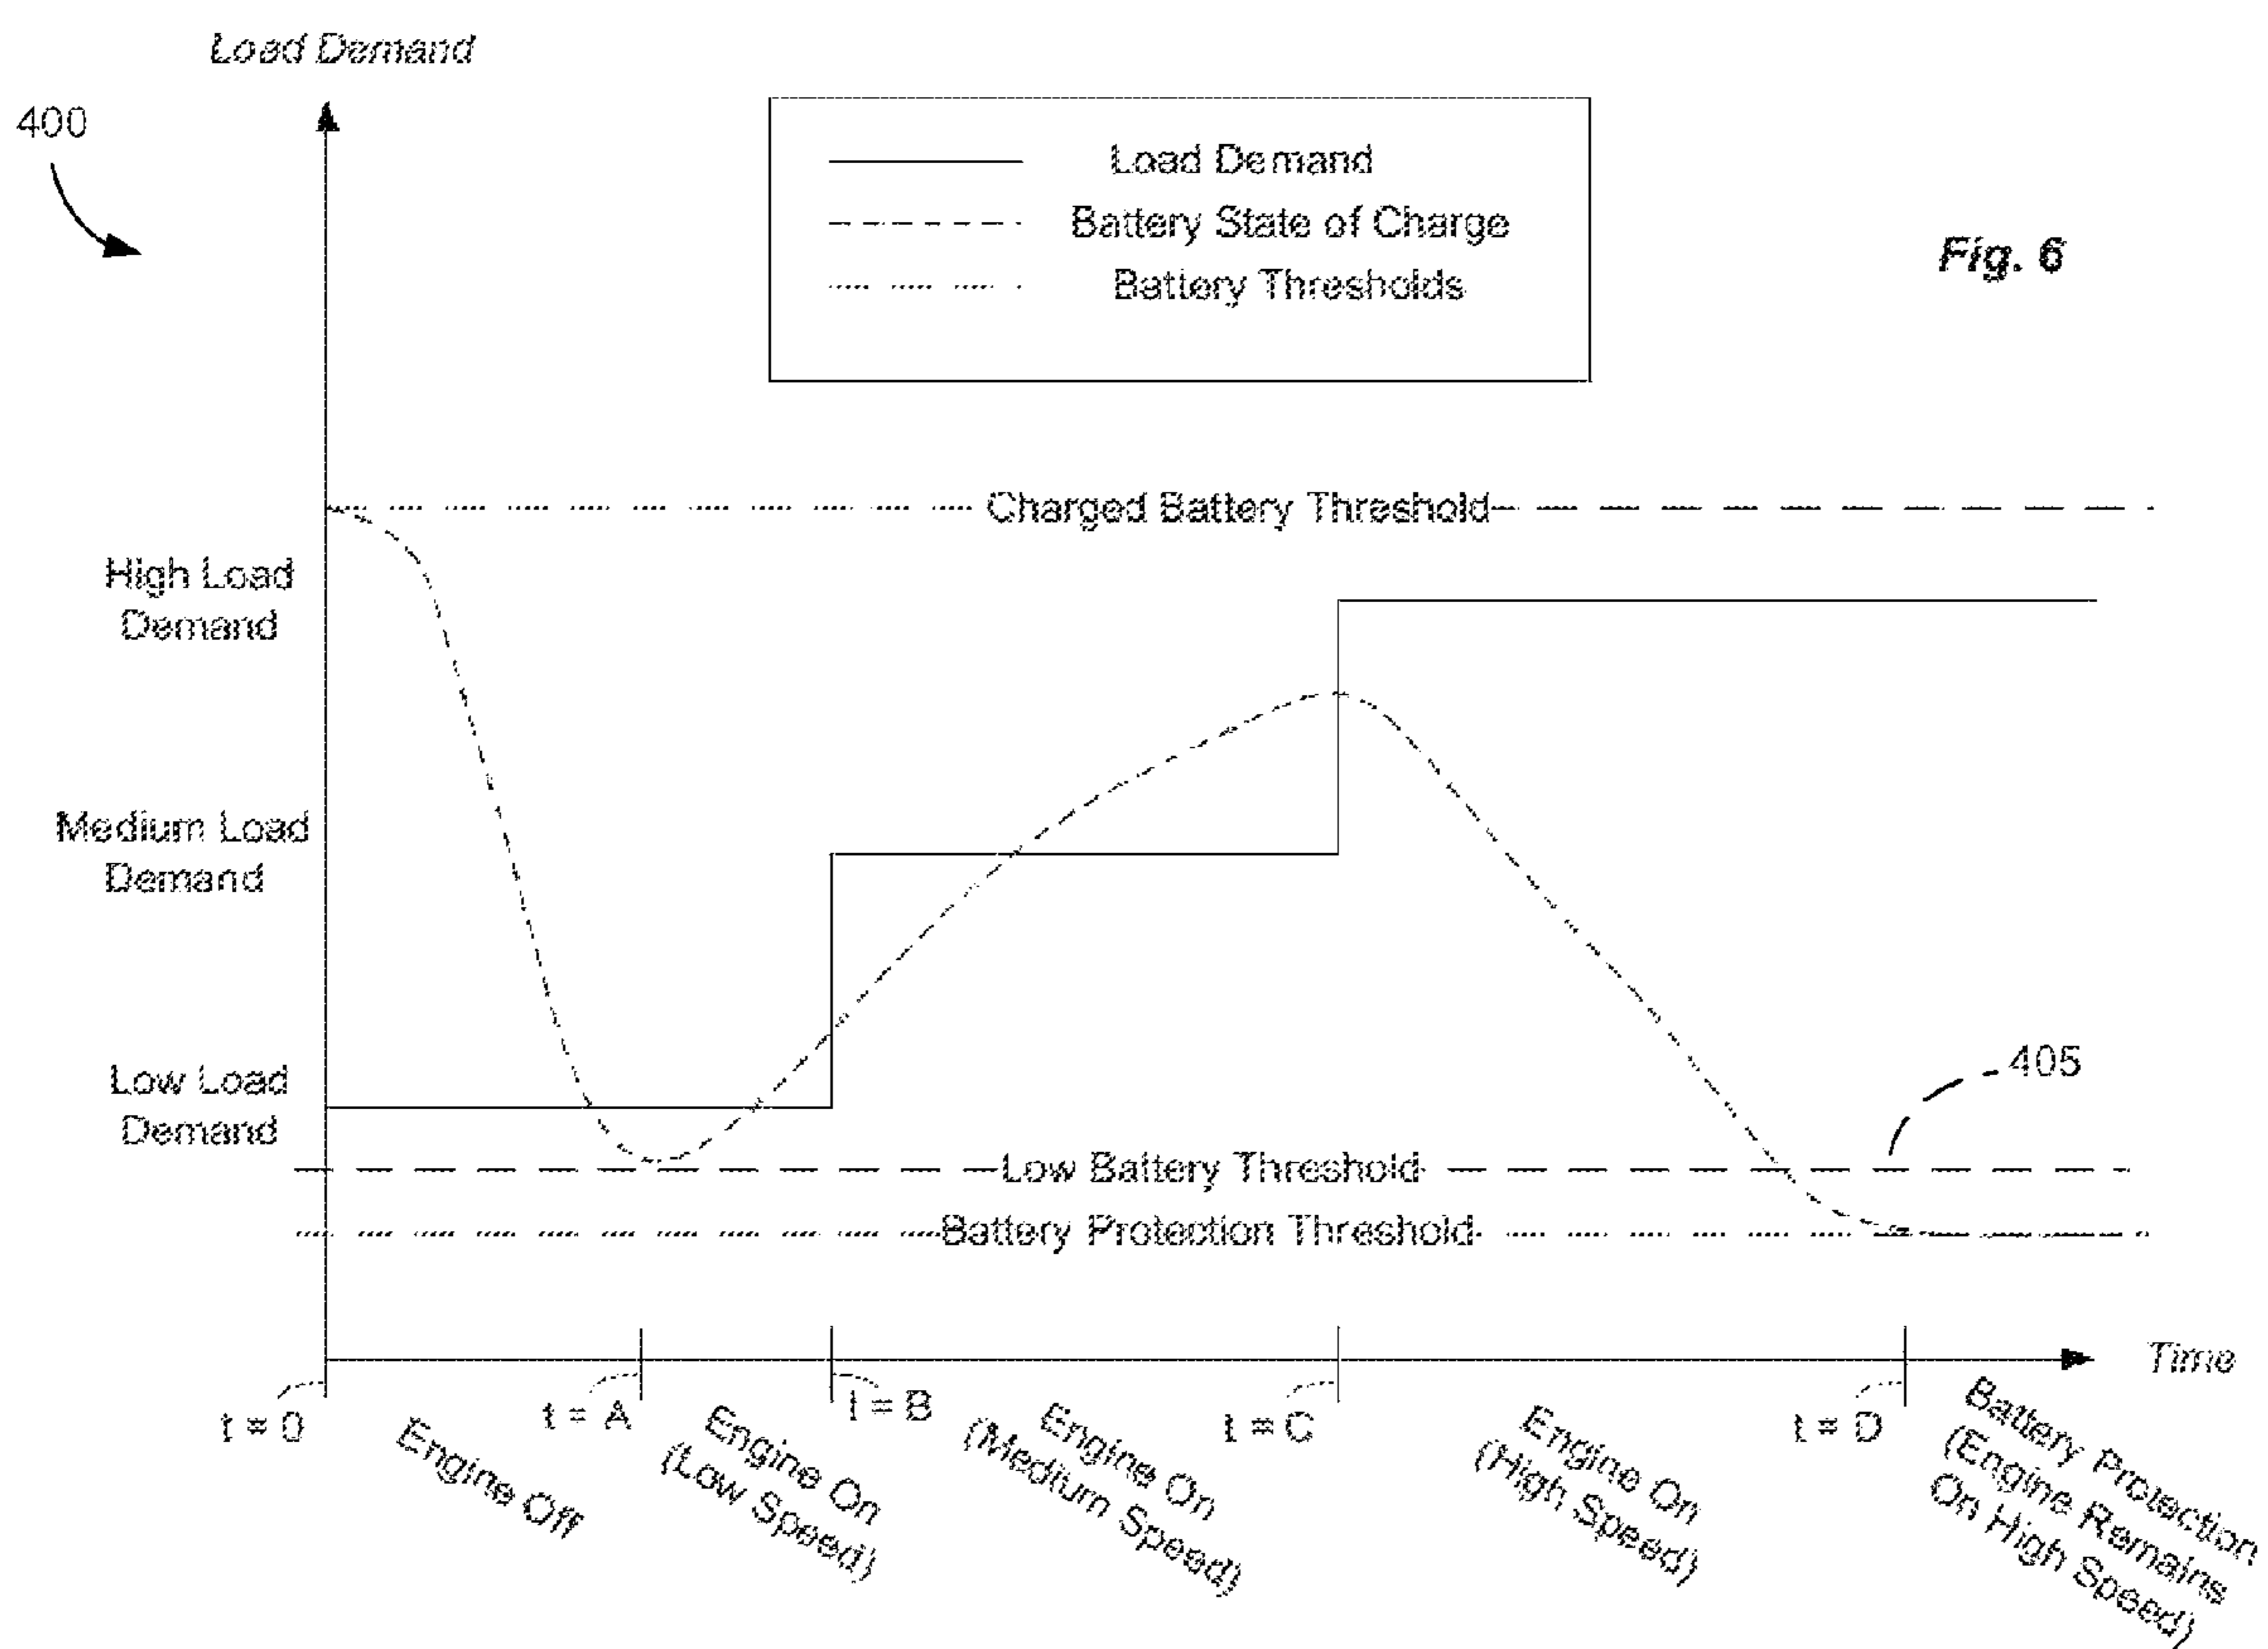 Load Demand
400
Load Demand
Battery State of Charge
Battery Thresholds
Fig. 6
Charged Battery Threshold
High Load
Demand
Medium Load
Demand
Low Load
Demand
405
Low Battery Threshold
Battery Protection Threshold
Time
t = 0
t = A
t = B
t = C
t = D
Engine Off
Engine On
(Low Speed)
Engine On
(Medium Speed)
Engine On
(High Speed)
Battery Protection
(Engine Remains
On High Speed)